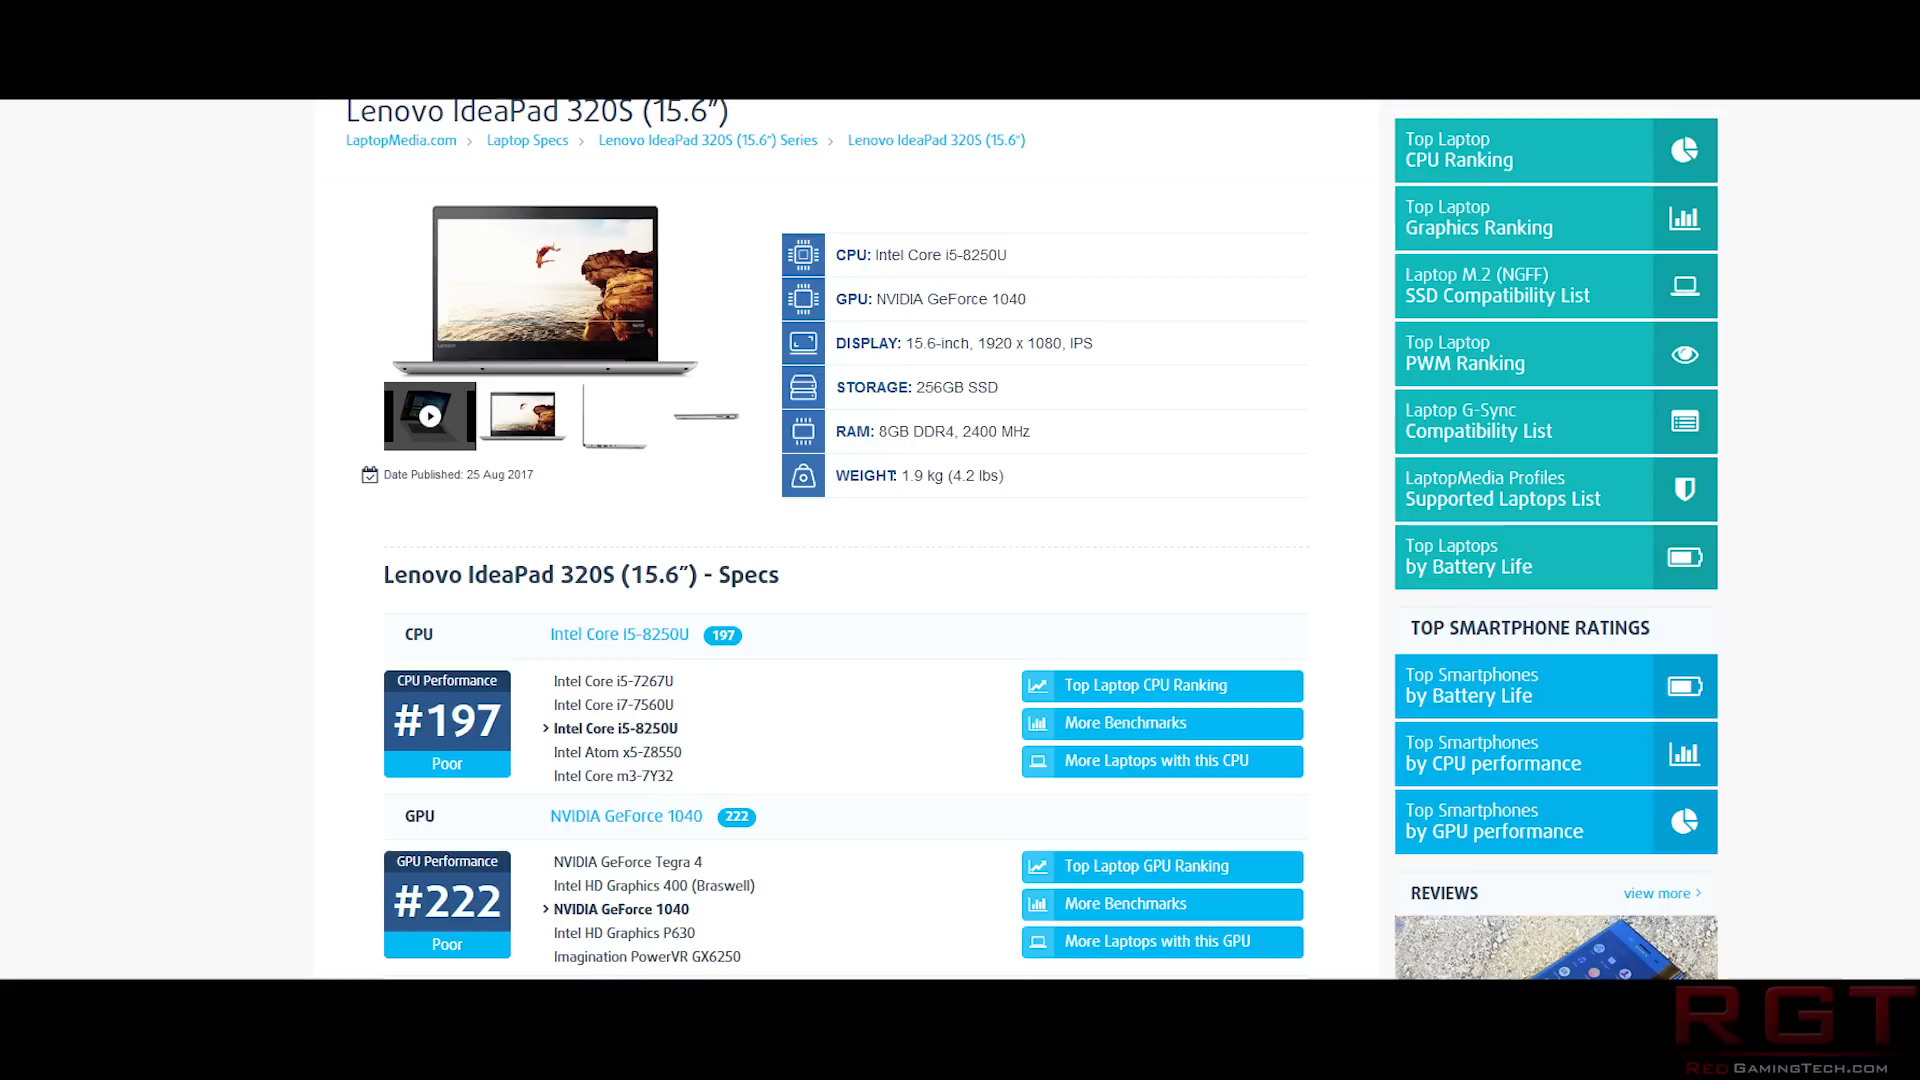 Lenovo IdeaPad 320S (15.6”)
LaptopMedia.com > Laptop Specs > Lenovo IdeaPad 320S (15.6") Series > Lenovo IdeaPad 320S (15.6")
CPU: Intel Core i5-8250U
GPU: NVIDIA GeForce 1040
DISPLAY: 15.6-inch, 1920 x 1080, IPS
STORAGE: 256GB SSD
RAM: 8GB DDR4, 2400 MHz
WEIGHT: 1.9 kg (4.2 lbs)
Date Published: 25 Aug 2017
Lenovo IdeaPad 320S (15.6”) - Specs
CPU Intel Core I5-8250U 197
CPU Performance
#197
Poor
Intel Core i5-7267U
Intel Core i7-7560U
> Intel Core i5-8250U
Intel Atom x5-Z8550
Intel Core m3-7Y32
Top Laptop CPU Ranking
More Benchmarks
More Laptops with this CPU
GPU NVIDIA GeForce 1040 222
GPU Performance
#222
Poor
NVIDIA GeForce Tegra 4
Intel HD Graphics 400 (Braswell)
> NVIDIA GeForce 1040
Intel HD Graphics P630
Imagination PowerVR GX6250
Top Laptop GPU Ranking
More Benchmarks
More Laptops with this GPU
Top Laptop
CPU Ranking
Top Laptop
Graphics Ranking
Laptop M.2 (NGFF)
SSD Compatibility List
Top Laptop
PWM Ranking
Laptop G-Sync
Compatibility List
LaptopMedia Profiles
Supported Laptops List
Top Laptops
by Battery Life
TOP SMARTPHONE RATINGS
Top Smartphones
by Battery Life
Top Smartphones
by CPU performance
Top Smartphones
by GPU performance
REVIEWS view more >
RGT
RedGamingTech.com